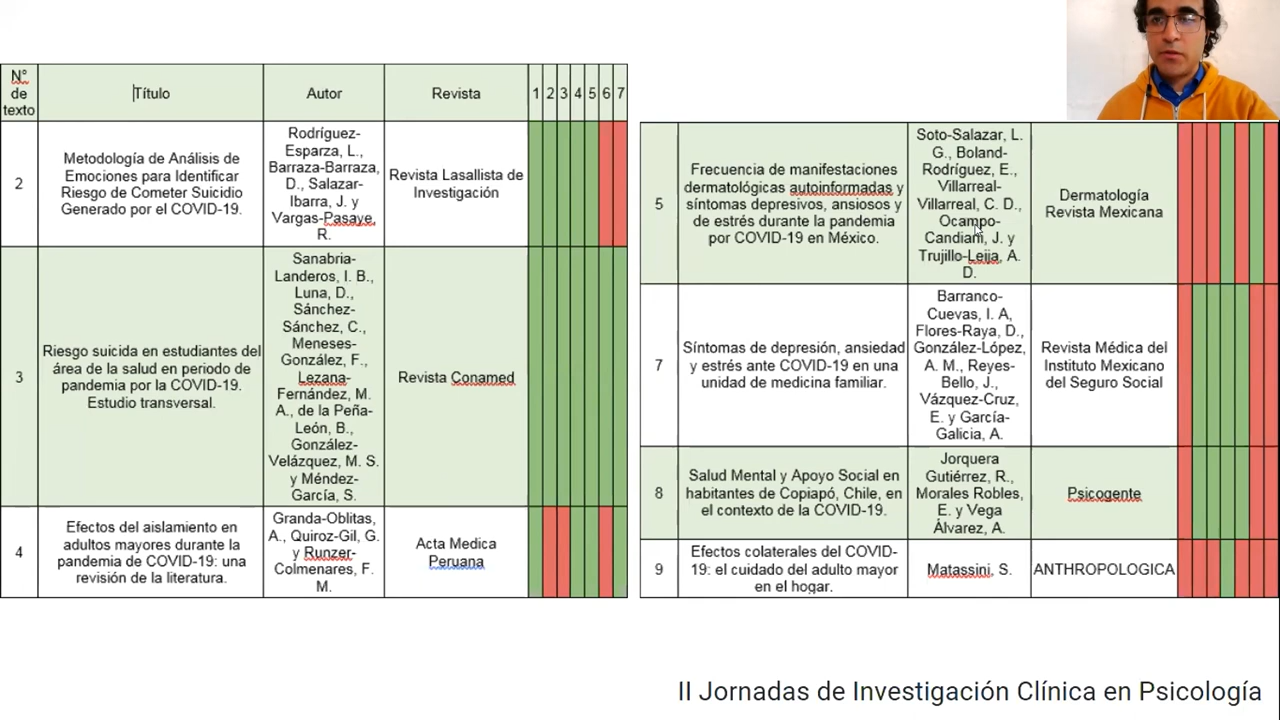 N°
de
texto
Título
Autor
Revista
1 2 3 4 5 6 7
2
Metodología de Análisis de
Emociones para Identificar
Riesgo de Cometer Suicidio
Generado por el COVID-19.
Rodríguez-
Esparza, L.,
Barraza-Barraza,
D., Salazar-
Ibarra, J. y
Vargas-Pasaye,
R.
Revista Lasallista de
Investigación
3
Riesgo suicida en estudiantes del
área de la salud en periodo de
pandemia por la COVID-19.
Estudio transversal.
Sanabria-
Landeros, I. B.,
Luna, D.,
Sánchez-
Sánchez, C.,
Meneses-
González, F.,
Lezana-
Fernández, M.
A., de la Peña-
León, B.,
González-
Velázquez, M. S.
y Méndez-
García, S.
Revista Conamed
4
Efectos del aislamiento en
adultos mayores durante la
pandemia de COVID-19: una
revisión de la literatura.
Granda-Oblitas,
A., Quiroz-Gil, G.
y Runzer-
Colmenares, F.
M.
Acta Medica
Peruana
5
Frecuencia de manifestaciones
dermatológicas autoinformadas y
síntomas depresivos, ansiosos y
de estrés durante la pandemia
por COVID-19 en México.
Soto-Salazar, L.
G., Boland-
Rodríguez, E.,
Villarreal-
Villarreal, C. D.,
Ocampo-
Candiani, J. y
Trujillo-Leija, A.
D.
Dermatología
Revista Mexicana
7
Síntomas de depresión, ansiedad
y estrés ante COVID-19 en una
unidad de medicina familiar.
Barranco-
Cuevas, I. A,
Flores-Raya, D.,
González-López,
A. M., Reyes-
Bello, J.,
Vázquez-Cruz,
E. y García-
Galicia, A.
Revista Médica del
Instituto Mexicano
del Seguro Social
8
Salud Mental y Apoyo Social en
habitantes de Copiapó, Chile, en
el contexto de la COVID-19.
Jorquera
Gutiérrez, R.,
Morales Robles,
E. y Vega
Álvarez, A.
Psicogente
9
Efectos colaterales del COVID-
19: el cuidado del adulto mayor
en el hogar.
Matassini, S.
ANTHROPOLOGICA
II Jornadas de Investigación Clínica en Psicología